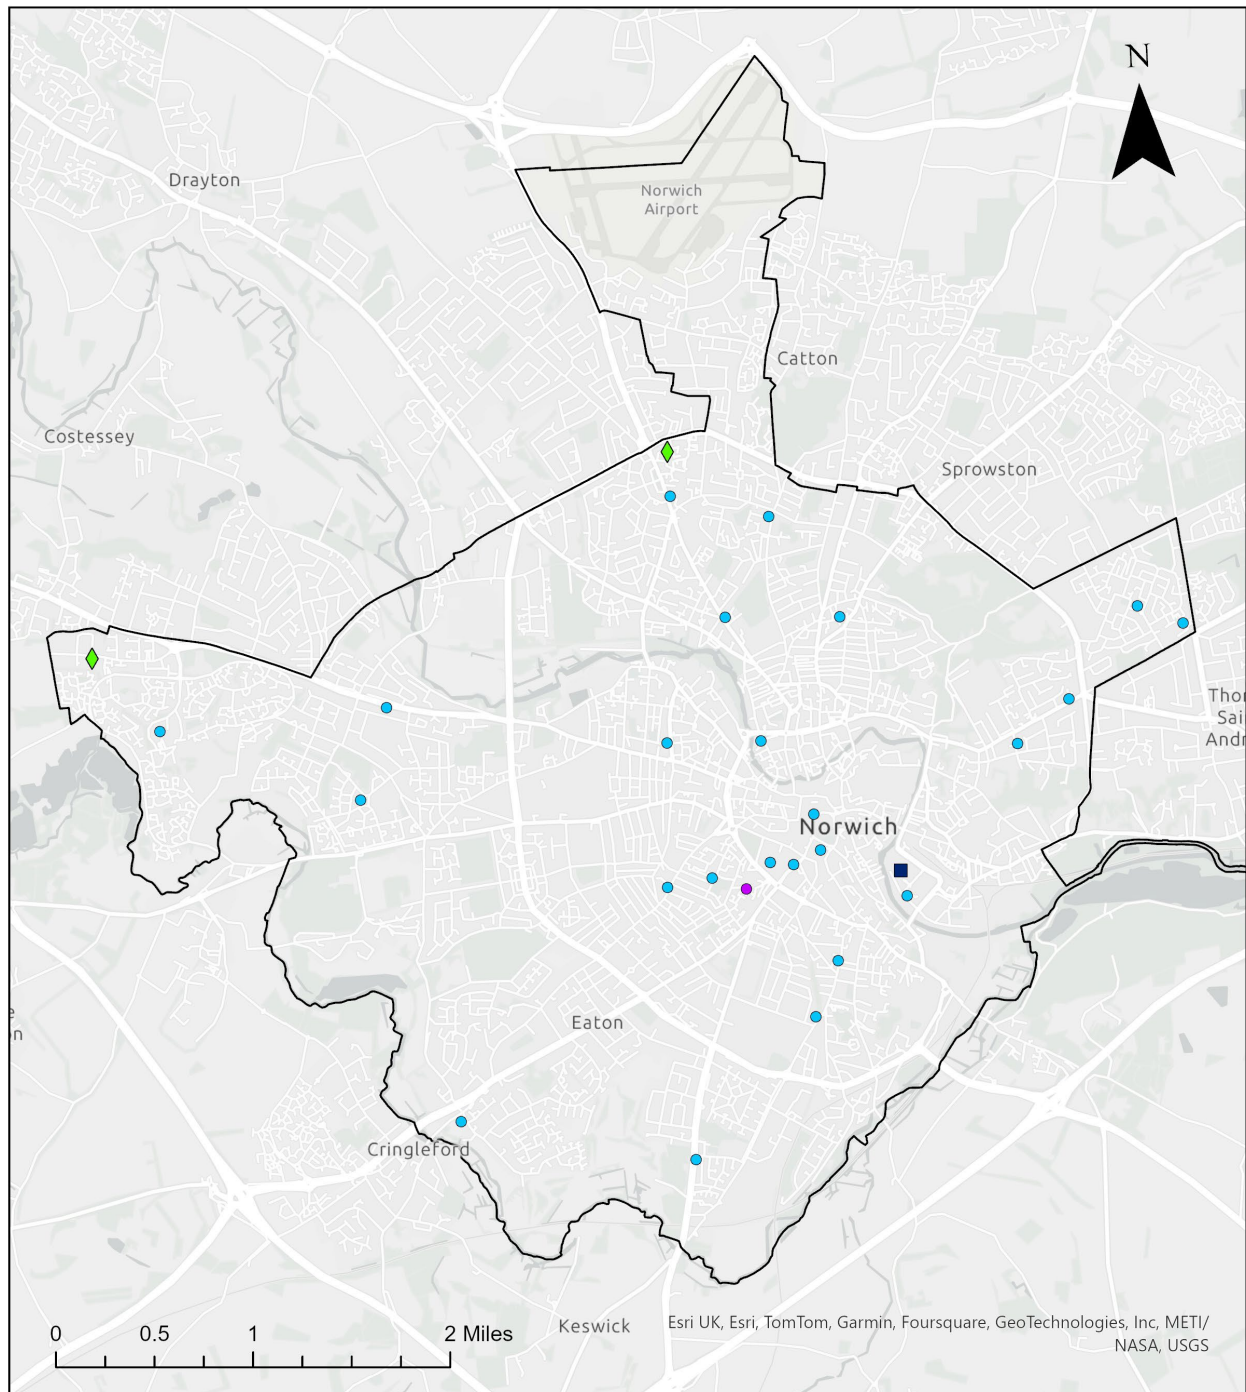 N
Drayton
Norwich
Airport
Catton
Costessey
Sprowston
Norwich
Eaton
Cringleford
Keswick
0 0.5 1 2 Miles
Esri UK, Esri, TomTom, Garmin, Foursquare, GeoTechnologies, Inc, METI/
NASA, USGS